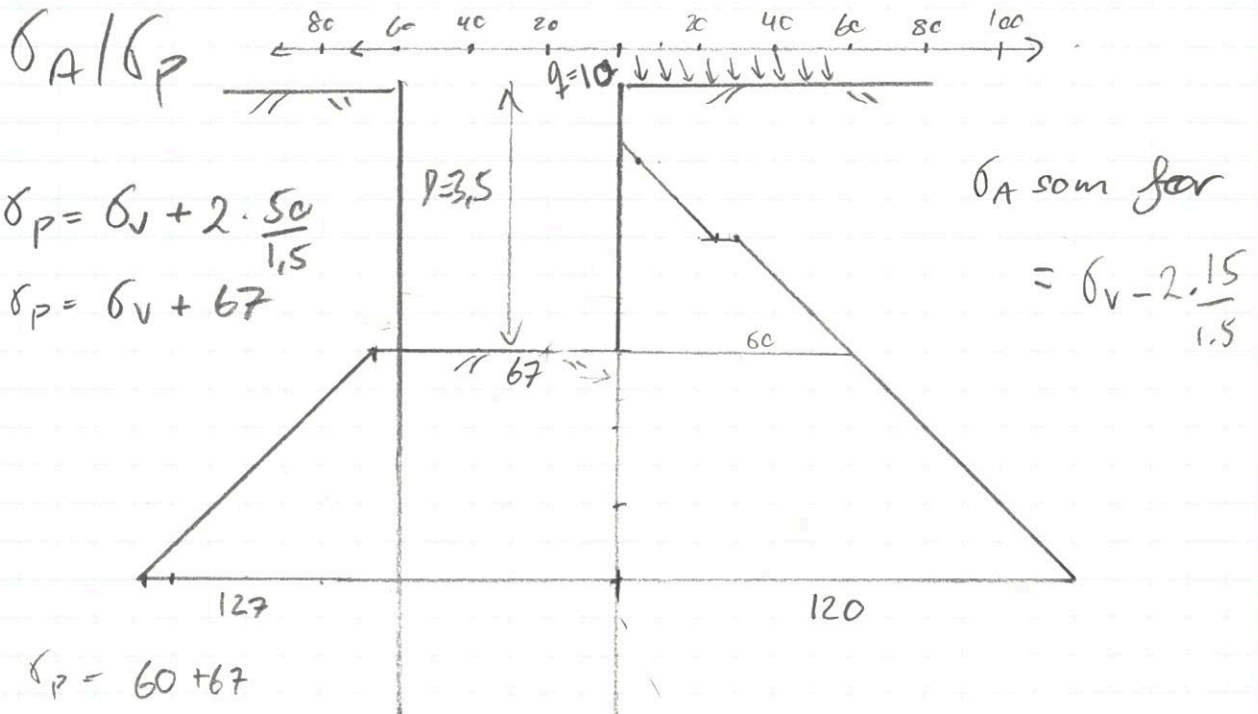 σA/σp
80 60 40 20 20 40 60 80 100
q=10
D=3,5
σp = σv + 2 · 50/1,5
σp = σv + 67
σA som før
= σv - 2 · 15/1.5
60
67
127
120
σp = 60 +67